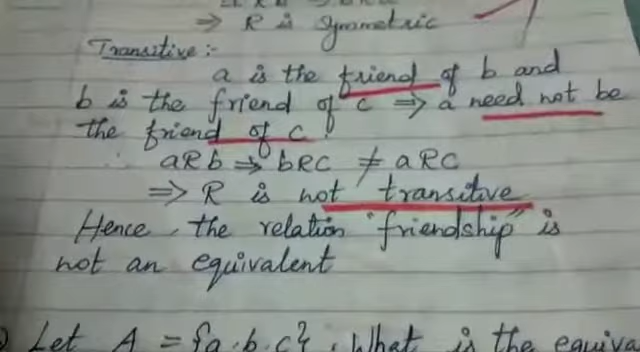 ⇒ R is Symmetric
Transitive :-
a is the friend of b and
b is the friend of c ⇒ a need not be
the friend of c.
∴ aRb ⇒ bRC ≠ aRC
⇒ R is not transitive
Hence, the relation "friendship" is
not an equivalent
Let A = {a.b.c}. What is the equiva